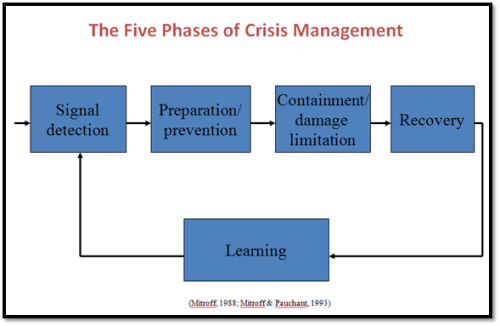 The Five Phases of Crisis Management
Signal
detection
Preparation/
prevention
Containment/
damage
limitation
Recovery
Learning
(Mitroff, 1988; Mitroff & Pauchant, 1993)